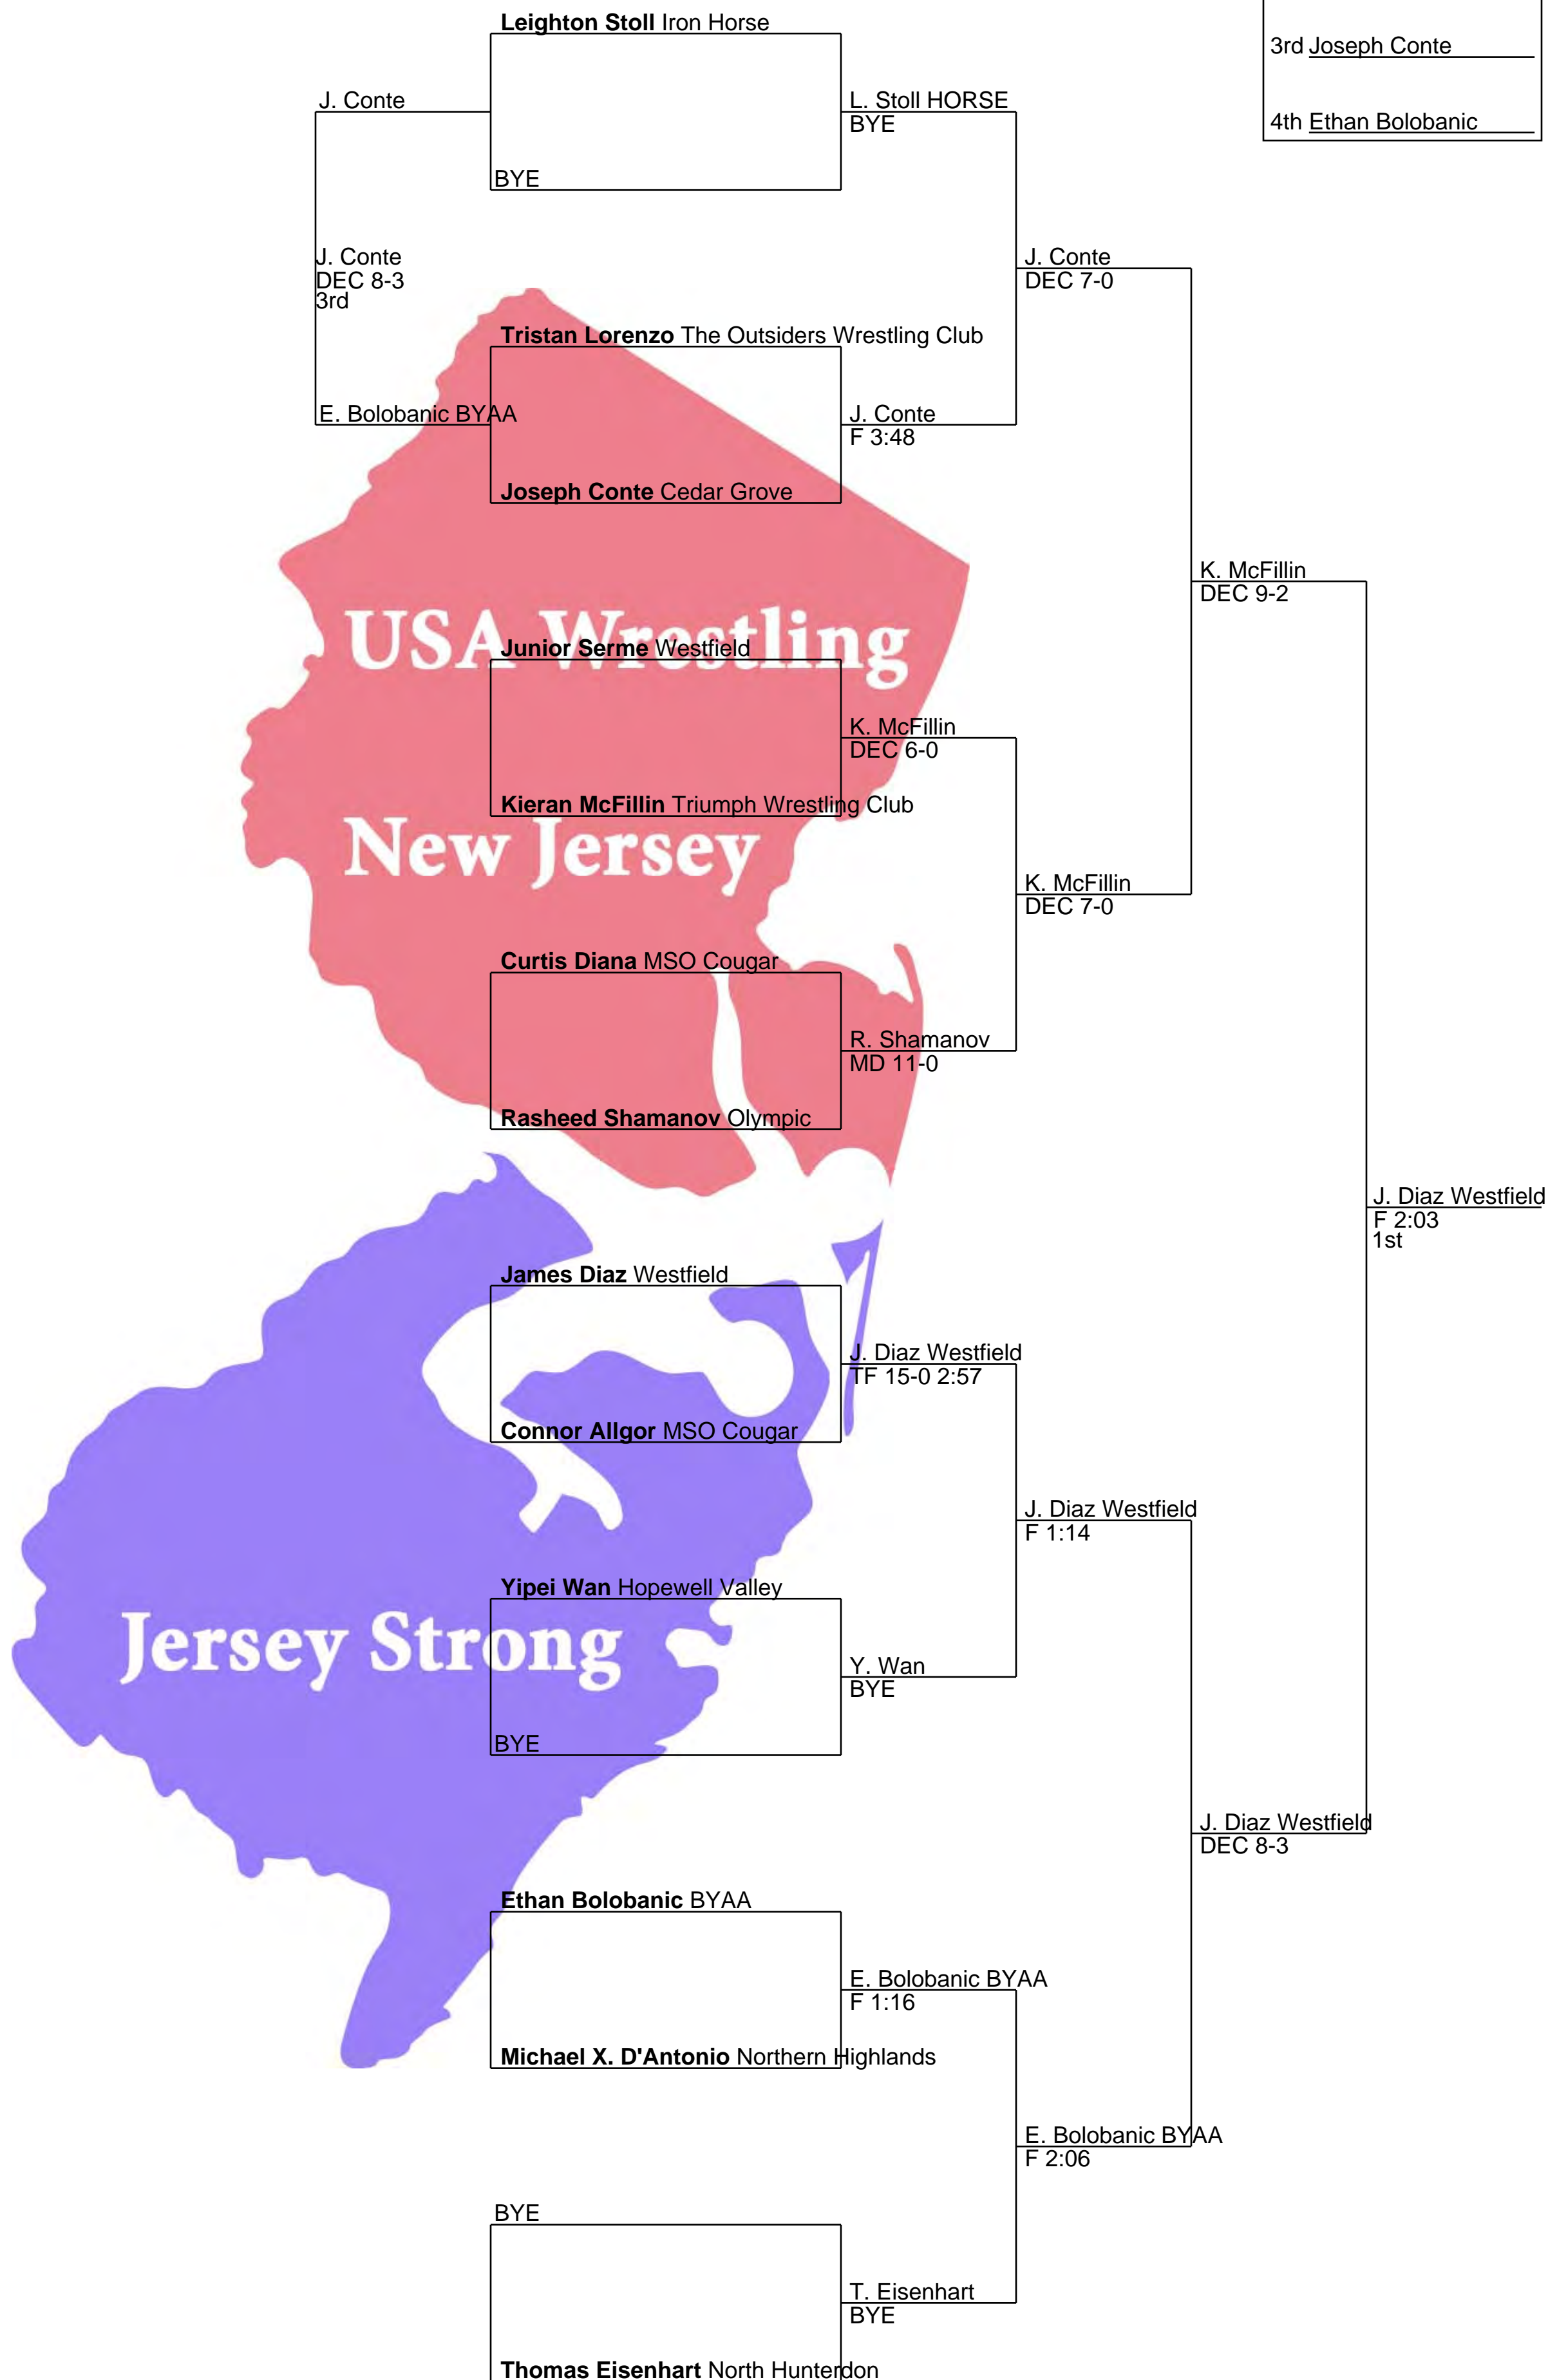 Leighton Stoll Iron Horse
3rd Joseph Conte
J. Conte
L. Stoll HORSE
BYE
4th Ethan Bolobanic
BYE
J. Conte
DEC 8-3
3rd
J. Conte
DEC 7-0
Tristan Lorenzo The Outsiders Wrestling Club
E. Bolobanic BYAA
J. Conte
F 3:48
Joseph Conte Cedar Grove
K. McFillin
DEC 9-2
USA Wrestling
Junior Serme Westfield
K. McFillin
DEC 6-0
Kieran McFillin Triumph Wrestling Club
New Jersey
K. McFillin
DEC 7-0
Curtis Diana MSO Cougar
R. Shamanov
MD 11-0
Rasheed Shamanov Olympic
J. Diaz Westfield
F 2:03
1st
James Diaz Westfield
J. Diaz Westfield
TF 15-0 2:57
Connor Allgor MSO Cougar
J. Diaz Westfield
F 1:14
Yipei Wan Hopewell Valley
Jersey Strong
Y. Wan
BYE
BYE
J. Diaz Westfield
DEC 8-3
Ethan Bolobanic BYAA
E. Bolobanic BYAA
F 1:16
Michael X. D'Antonio Northern Highlands
E. Bolobanic BYAA
F 2:06
BYE
T. Eisenhart
BYE
Thomas Eisenhart North Hunterdon